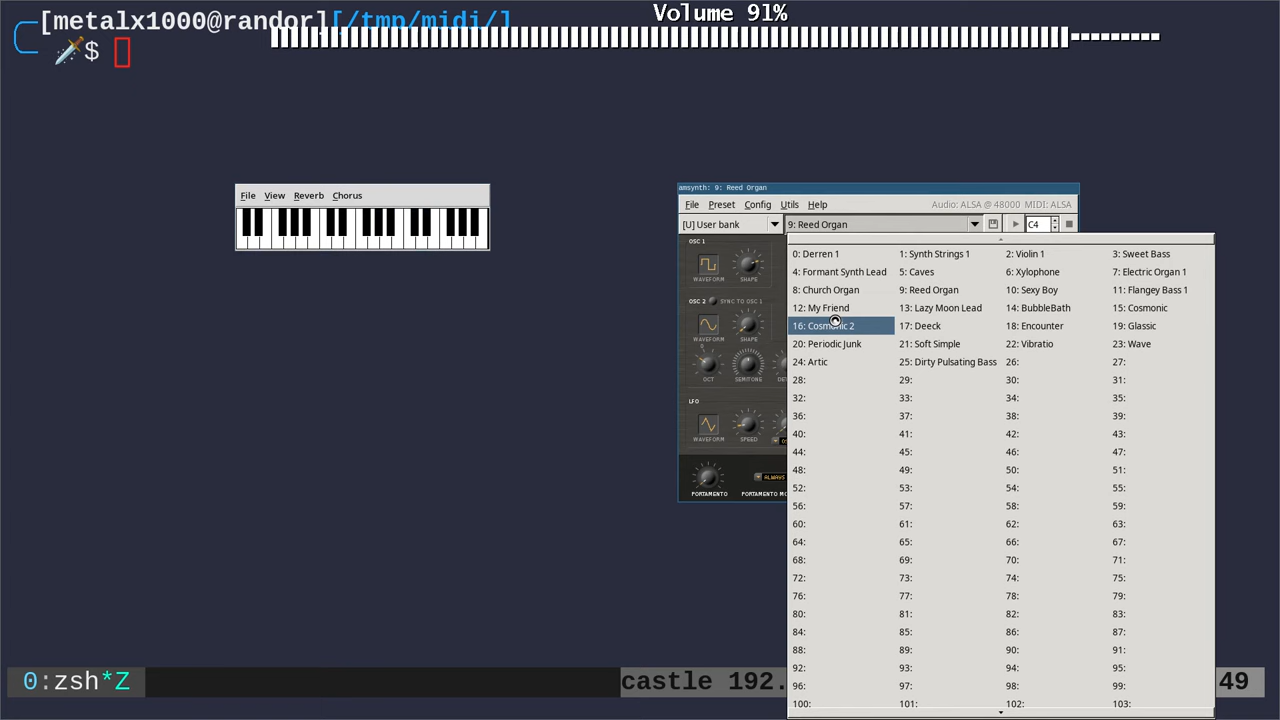 Volume 91%
[metalx1000@randorl[/tmp/midi/]
$
File View Reverb Chorus
amsynth: 9: Reed Organ
File Preset Config Utils Help Audio: ALSA @ 48000 MIDI: ALSA
[U] User bank 9: Reed Organ C4
OSC 1
WAVEFORM SHAPE
OSC 2 SYNC TO OSC 1
WAVEFORM SHAPE
OCT SEMITONE
LFO
WAVEFORM SPEED
ALWAYS
PORTAMENTO PORTAMENTO
0: Derren 1 1: Synth Strings 1 2: Violin 1 3: Sweet Bass
4: Formant Synth Lead 5: Caves 6: Xylophone 7: Electric Organ 1
8: Church Organ 9: Reed Organ 10: Sexy Boy 11: Flangey Bass 1
12: My Friend 13: Lazy Moon Lead 14: BubbleBath 15: Cosmonic
16: Cosmonic 2 17: Deeck 18: Encounter 19: Glassic
20: Periodic Junk 21: Soft Simple 22: Vibratio 23: Wave
24: Artic 25: Dirty Pulsating Bass 26: 27:
28: 29: 30: 31:
32: 33: 34: 35:
36: 37: 38: 39:
40: 41: 42: 43:
44: 45: 46: 47:
48: 49: 50: 51:
52: 53: 54: 55:
56: 57: 58: 59:
60: 61: 62: 63:
64: 65: 66: 67:
68: 69: 70: 71:
72: 73: 74: 75:
76: 77: 78: 79:
80: 81: 82: 83:
84: 85: 86: 87:
88: 89: 90: 91:
92: 93: 94: 95:
96: 97: 98: 99:
100: 101: 102: 103:
0:zsh*Z castle 192. 49